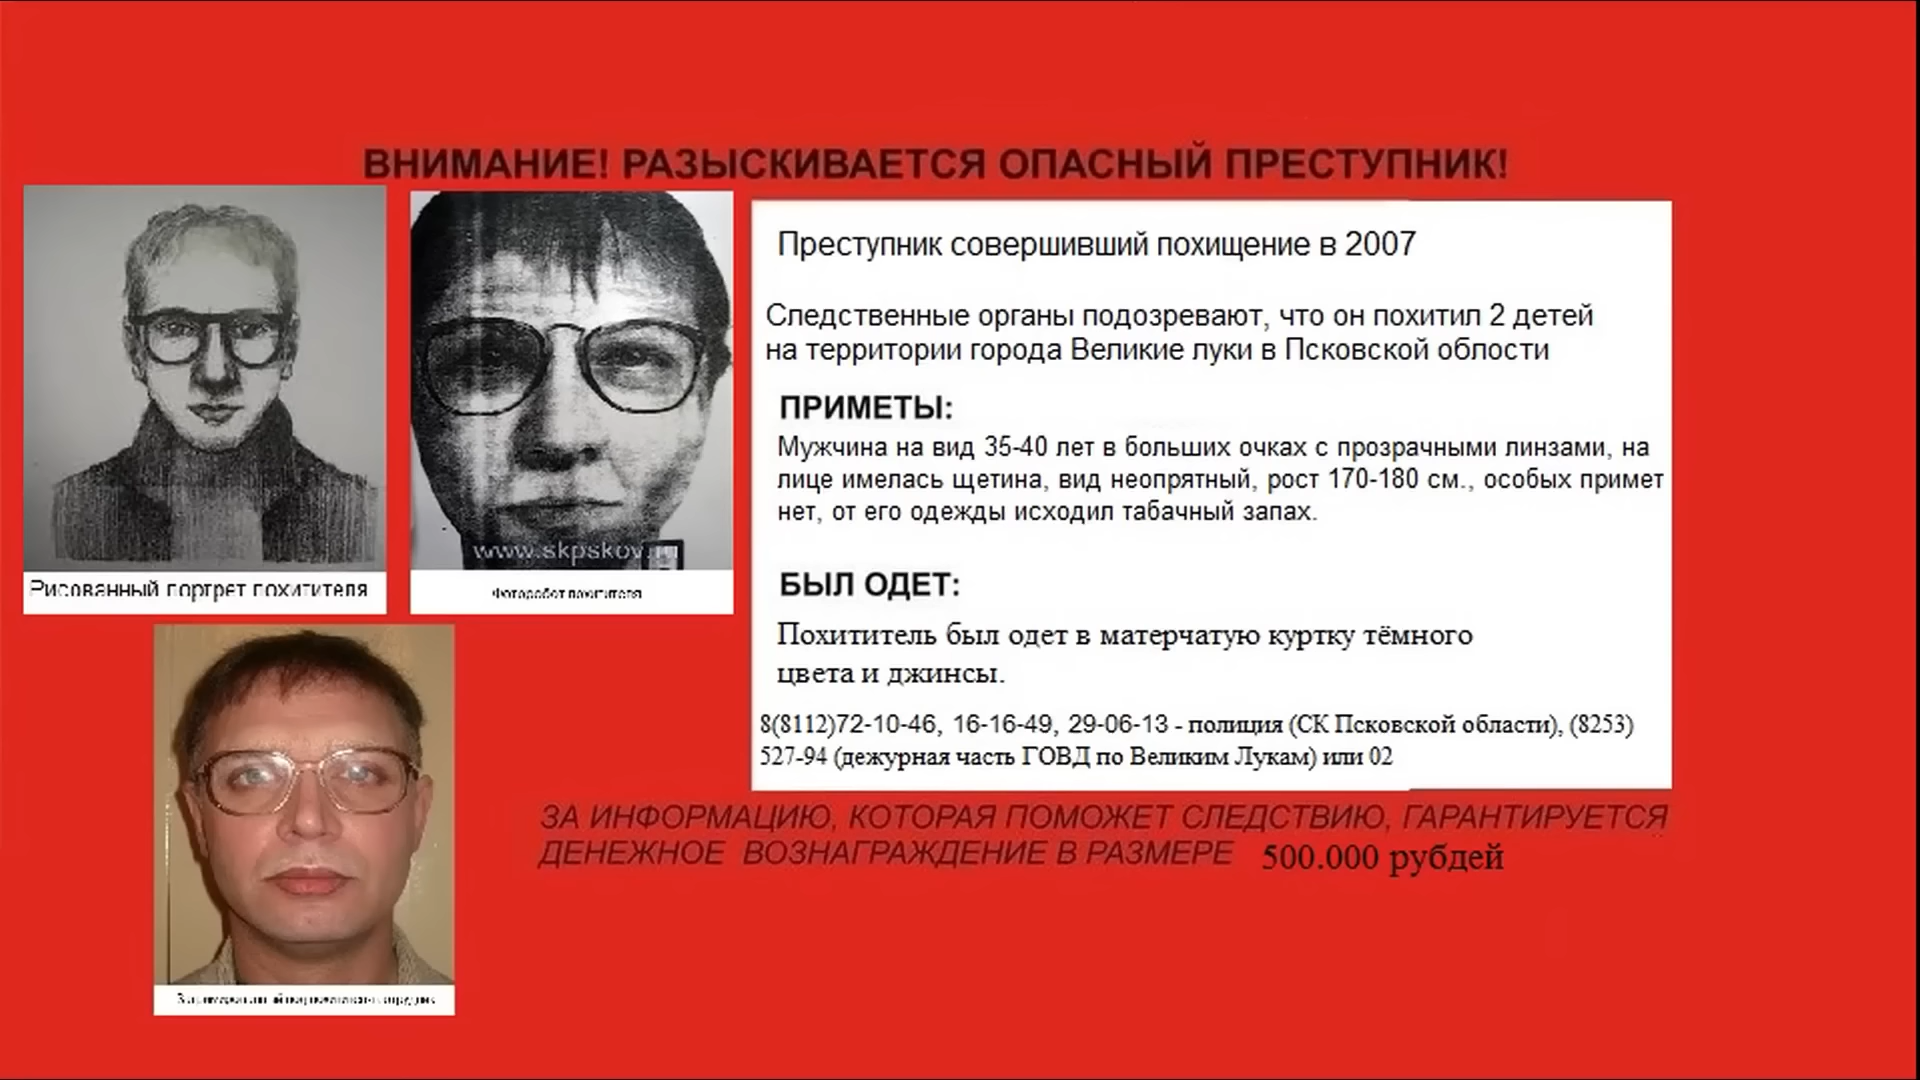 ВНИМАНИЕ! РАЗЫСКИВАЕТСЯ ОПАСНЫЙ ПРЕСТУПНИК!
Преступник совершивший похищение в 2007
Следственные органы подозревают, что он похитил 2 детей
на территории города Великие луки в Псковской облости
ПРИМЕТЫ:
Мужчина на вид 35-40 лет в больших очках с прозрачными линзами, на
лице имелась щетина, вид неопрятный, рост 170-180 см., особых примет
нет, от его одежды исходил табачный запах.
www.skpskov.ru
Рисованный портрет похитителя
Фоторобот похитителя
БЫЛ ОДЕТ:
Похититель был одет в матерчатую куртку тёмного
цвета и джинсы.
8(8112)72-10-46, 16-16-49, 29-06-13 - полиция (СК Псковской области), (8253)
527-94 (дежурная часть ГОВД по Великим Лукам) или 02
ЗА ИНФОРМАЦИЮ, КОТОРАЯ ПОМОЖЕТ СЛЕДСТВИЮ, ГАРАНТИРУЕТСЯ
ДЕНЕЖНОЕ ВОЗНАГРАЖДЕНИЕ В РАЗМЕРЕ 500.000 рубдей